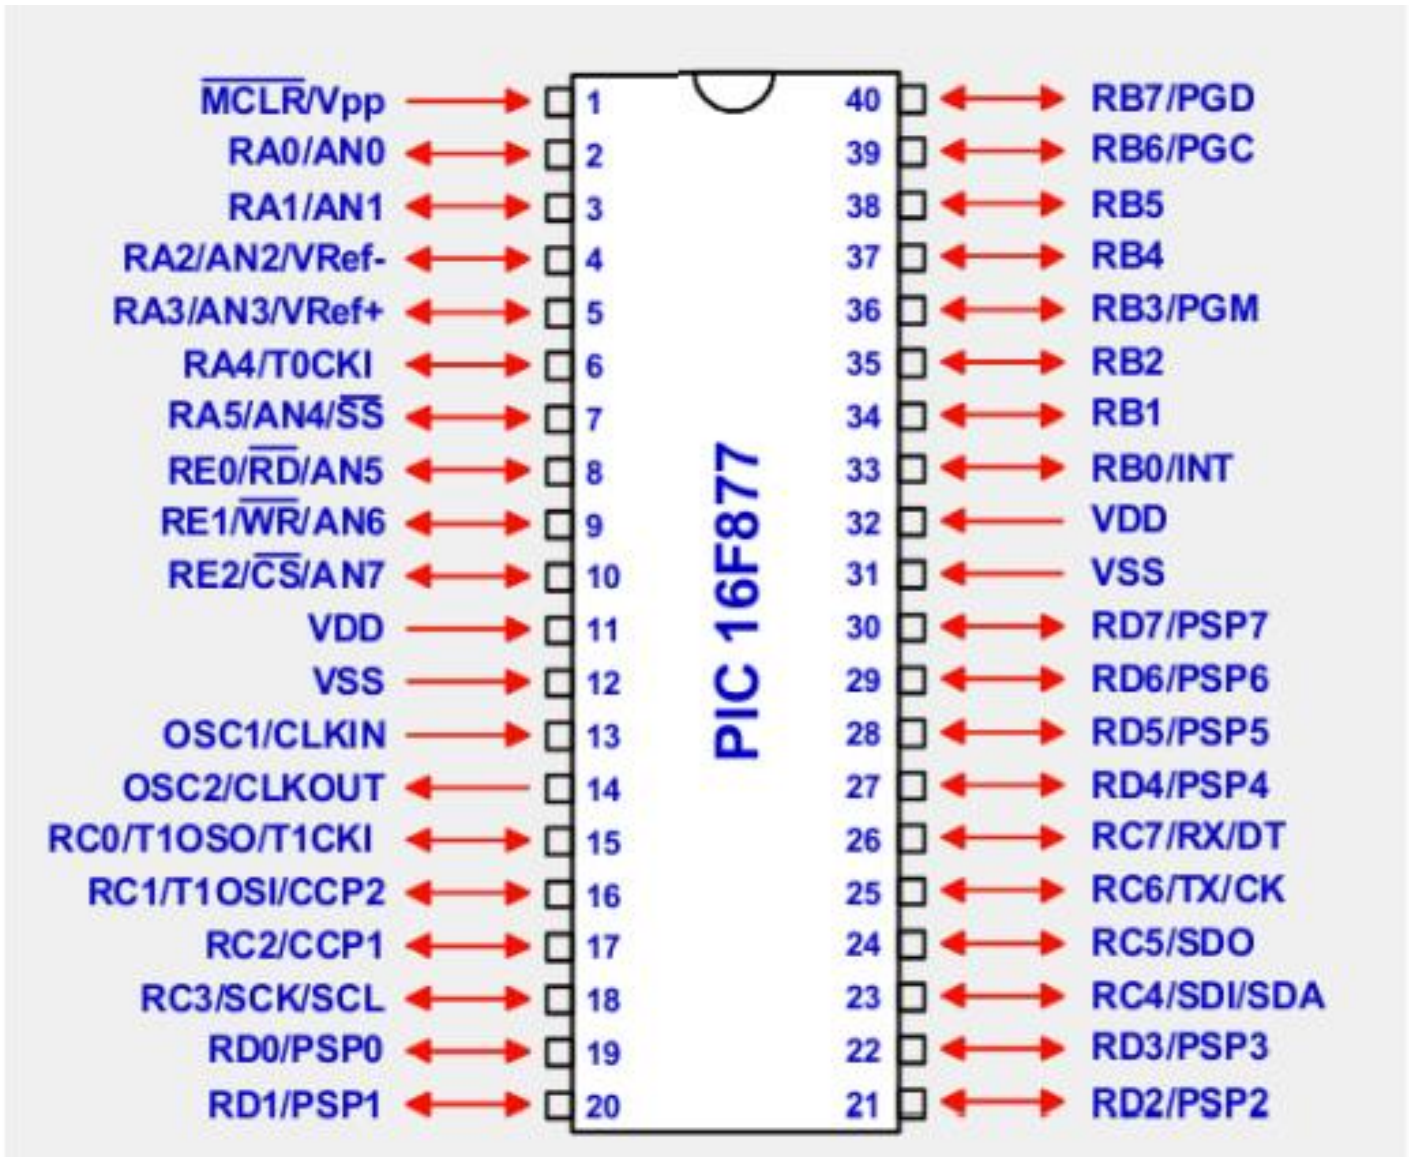 MCLR/Vpp 1 40 RB7/PGD
RA0/AN0 2 39 RB6/PGC
RA1/AN1 3 38 RB5
RA2/AN2/VRef- 4 37 RB4
RA3/AN3/VRef+ 5 36 RB3/PGM
RA4/T0CKI 6 35 RB2
RA5/AN4/SS 7 34 RB1
RE0/RD/AN5 8 33 RB0/INT
RE1/WR/AN6 9 32 VDD
RE2/CS/AN7 10 31 VSS
VDD 11 30 RD7/PSP7
VSS 12 29 RD6/PSP6
OSC1/CLKIN 13 28 RD5/PSP5
OSC2/CLKOUT 14 27 RD4/PSP4
RC0/T1OSO/T1CKI 15 26 RC7/RX/DT
RC1/T1OSI/CCP2 16 25 RC6/TX/CK
RC2/CCP1 17 24 RC5/SDO
RC3/SCK/SCL 18 23 RC4/SDI/SDA
RD0/PSP0 19 22 RD3/PSP3
RD1/PSP1 20 21 RD2/PSP2
PIC 16F877